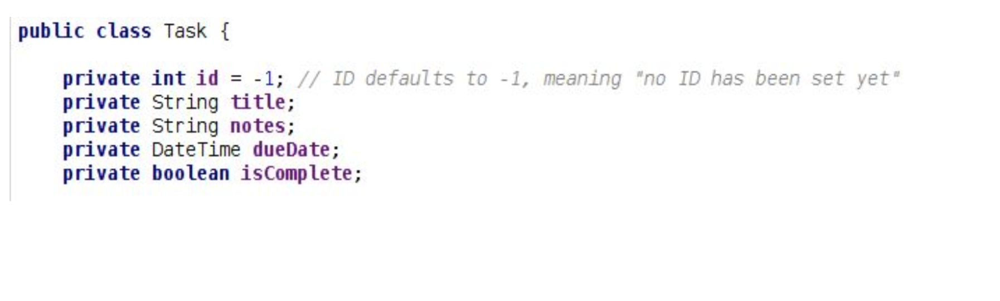 public class Task {
private int id = -1; // ID defaults to -1, meaning "no ID has been set yet"
private String title;
private String notes;
private DateTime dueDate;
private boolean isComplete;